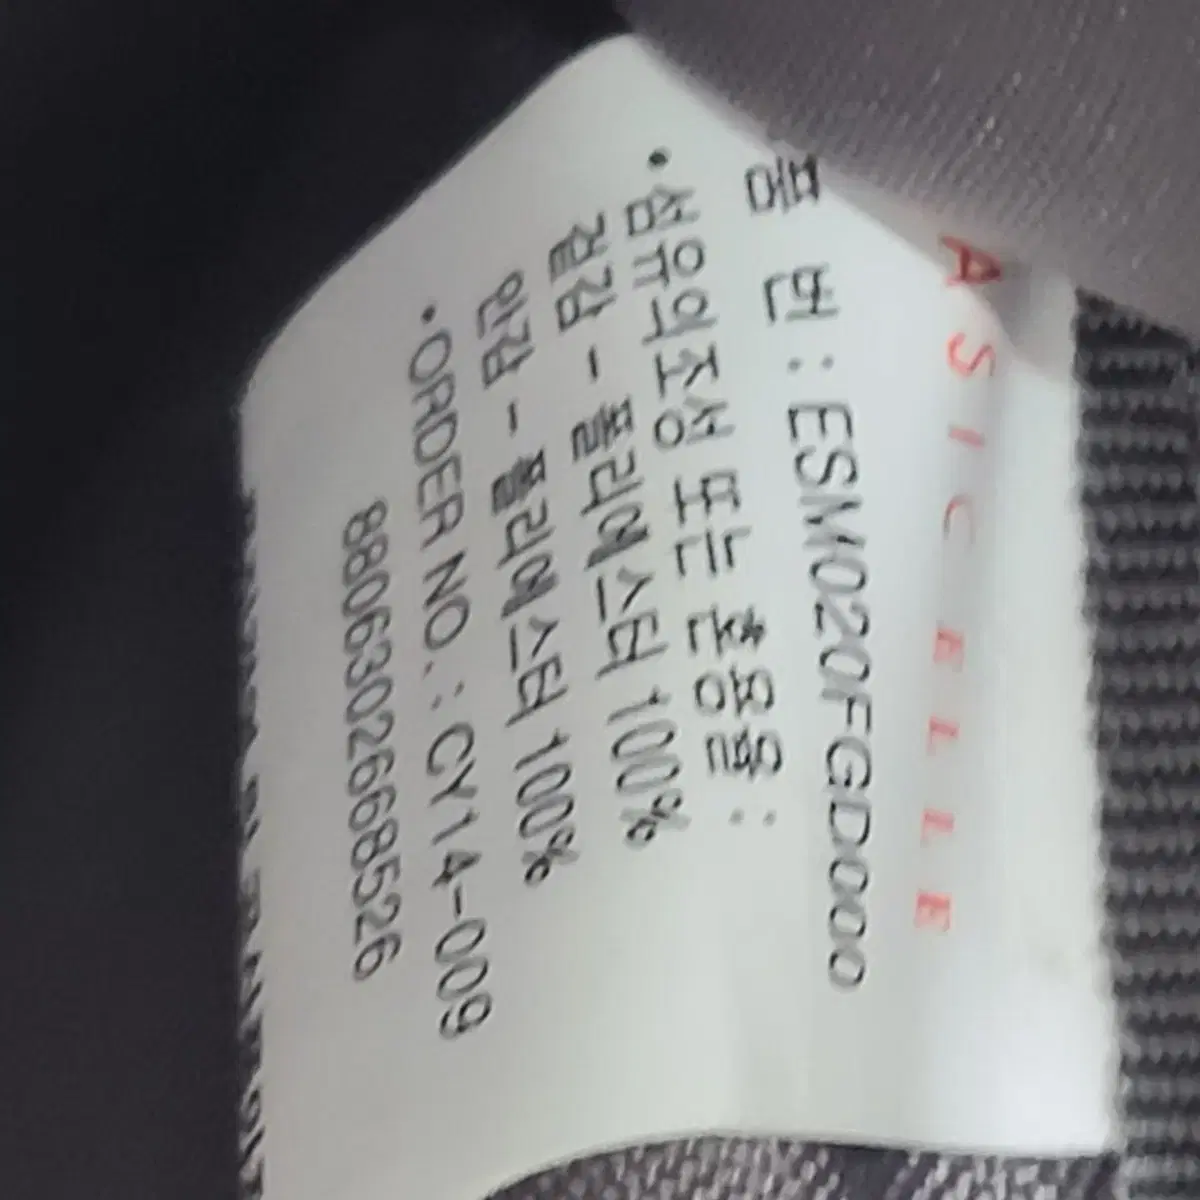 ASICELLE
품 번 : ESM020FGD000
• 섬유의조성 또는 혼용율 :
겉감 - 폴리에스터 100%
안감 - 폴리에스터 100%
• ORDER NO. : CY14-009
8806302668526